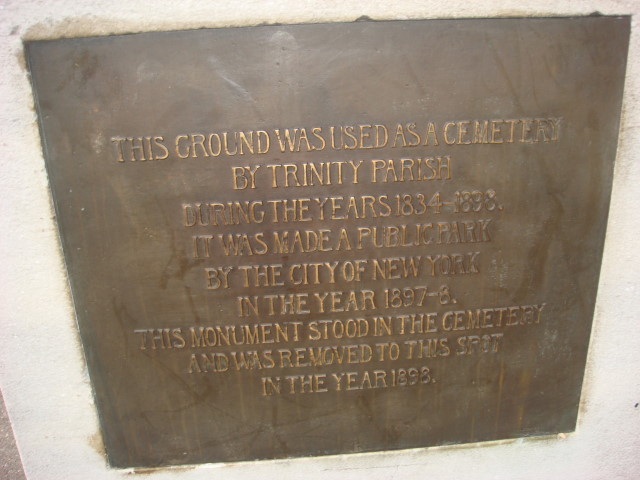 THIS GROUND WAS USED AS A CEMETERY
BY TRINITY PARISH
DURING THE YEARS 1834-1898.
IT WAS MADE A PUBLIC PARK
BY THE CITY OF NEW YORK
IN THE YEAR 1897-8.
THIS MONUMENT STOOD IN THE CEMETERY
AND WAS REMOVED TO THIS SPOT
IN THE YEAR 1898.